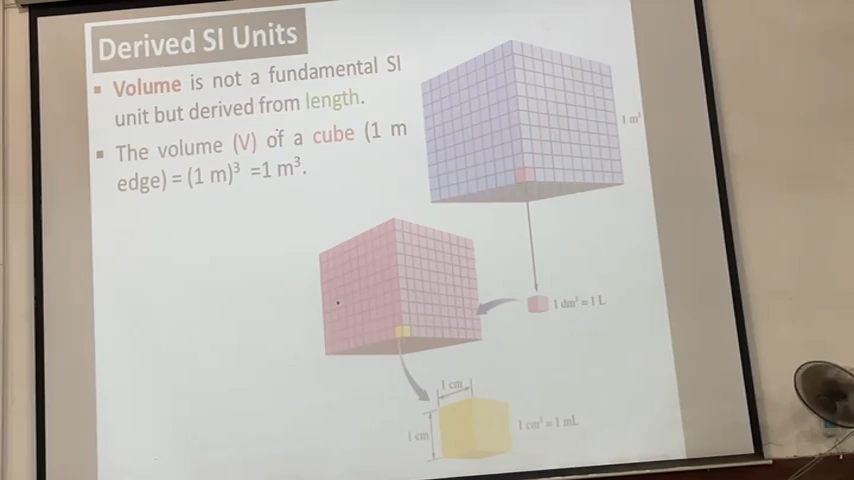 Derived SI Units
▪ Volume is not a fundamental SI
unit but derived from length.
▪ The volume (V) of a cube (1 m
edge) = (1 m)³ =1 m³.
1 m³
1 dm³ = 1 L
1 cm
1 cm
1 cm³ = 1 mL